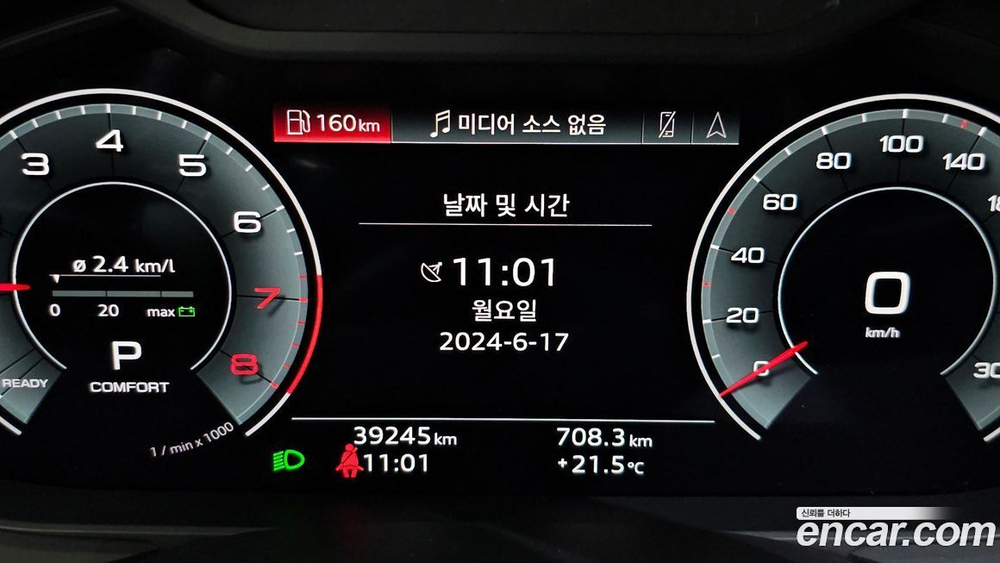 160 km
미디어 소스 없음
3 4 5 6 7 8
ø 2.4 km/l
0 20 max
P
COMFORT
READY
1 / min x 1000
날짜 및 시간
11:01
월요일
2024-6-17
39245 km
11:01
708.3 km
+21.5 °C
0 20 40 60 80 100 140
0
km/h
신뢰를 더하다
encar.com